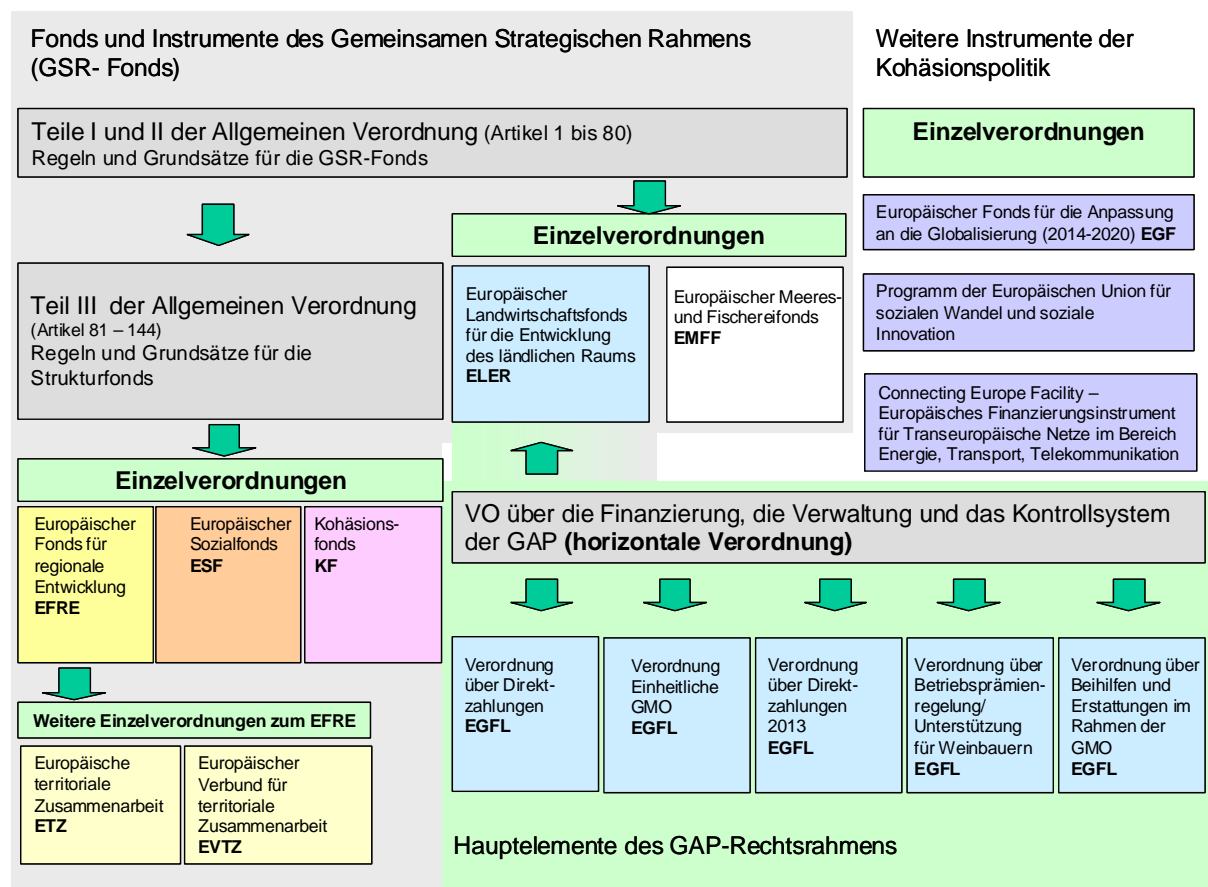 Fonds und Instrumente des Gemeinsamen Strategischen Rahmens
(GSR- Fonds)
Weitere Instrumente der
Kohäsionspolitik
Teile I und II der Allgemeinen Verordnung (Artikel 1 bis 80)
Regeln und Grundsätze für die GSR-Fonds
Einzelverordnungen
Europäischer Fonds für die Anpassung
an die Globalisierung (2014-2020) EGF
Programm der Europäischen Union für
sozialen Wandel und soziale
Innovation
Connecting Europe Facility –
Europäisches Finanzierungsinstrument
für Transeuropäische Netze im Bereich
Energie, Transport, Telekommunikation
Einzelverordnungen
Europäischer
Landwirtschaftsfonds
für die Entwicklung
des ländlichen Raums
ELER
Europäischer Meeres-
und Fischereifonds
EMFF
Teil III der Allgemeinen Verordnung
(Artikel 81 – 144)
Regeln und Grundsätze für die
Strukturfonds
Einzelverordnungen
Europäischer
Fonds für
regionale
Entwicklung
EFRE
Europäischer
Sozialfonds
ESF
Kohäsions-
fonds
KF
Weitere Einzelverordnungen zum EFRE
Europäische
territoriale
Zusammenarbeit
ETZ
Europäischer
Verbund für
territoriale
Zusammenarbeit
EVTZ
VO über die Finanzierung, die Verwaltung und das Kontrollsystem
der GAP (horizontale Verordnung)
Verordnung
über Direkt-
zahlungen
EGFL
Verordnung
Einheitliche
GMO
EGFL
Verordnung
über Direkt-
zahlungen
2013
EGFL
Verordnung über
Betriebsprämien-
regelung/
Unterstützung
für Weinbauern
EGFL
Verordnung über
Beihilfen und
Erstattungen im
Rahmen der
GMO
EGFL
Hauptelemente des GAP-Rechtsrahmens